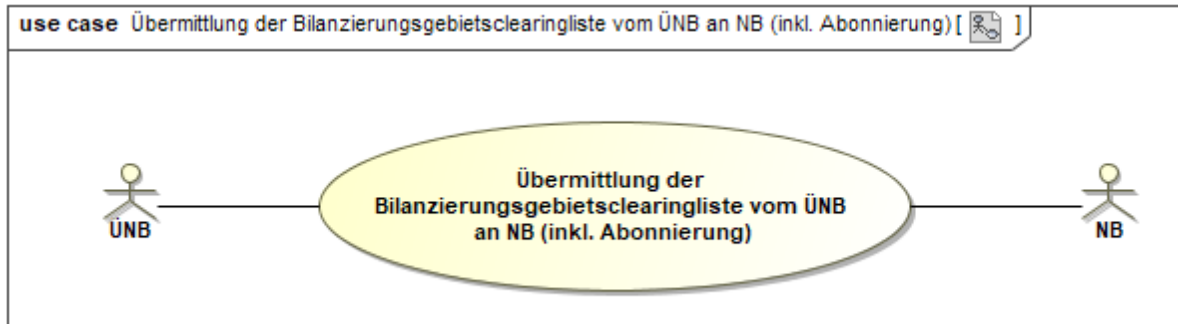 use case Übermittlung der Bilanzierungsgebietsclearingliste vom ÜNB an NB (inkl. Abonnierung) [ ]
Übermittlung der
Bilanzierungsgebietsclearingliste vom ÜNB
an NB (inkl. Abonnierung)
ÜNB
NB